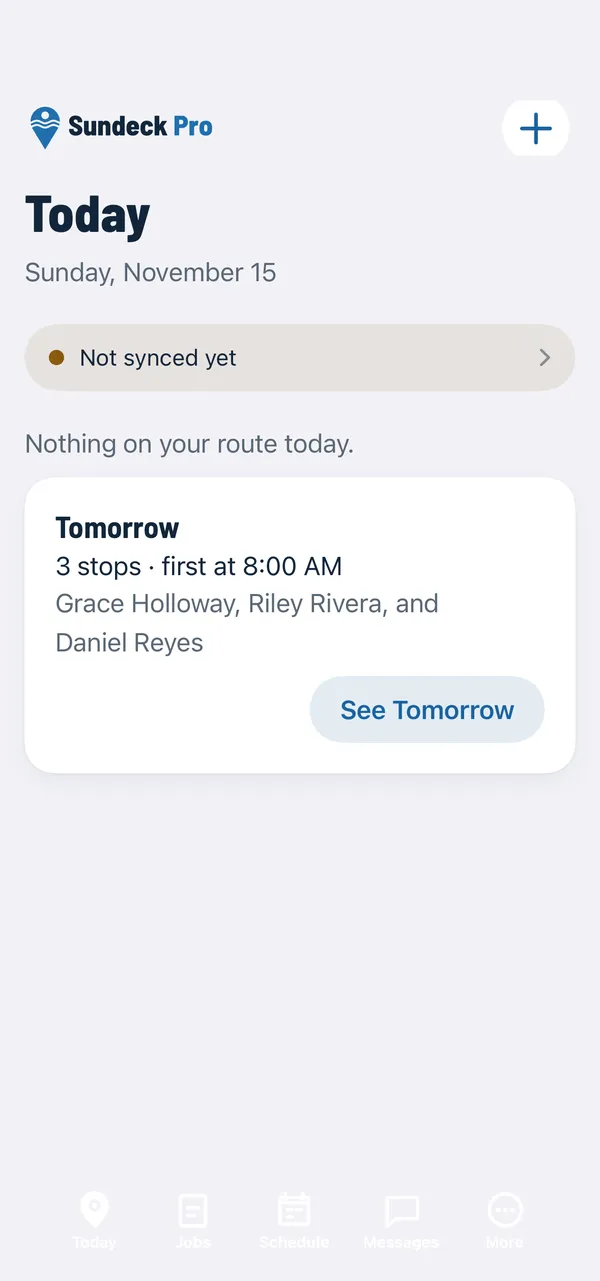 Sundeck Pro
Today
Sunday, November 15
Not synced yet
Nothing on your route today.
Tomorrow
3 stops · first at 8:00 AM
Grace Holloway, Riley Rivera, and
Daniel Reyes
See Tomorrow
Today Jobs Schedule Messages More